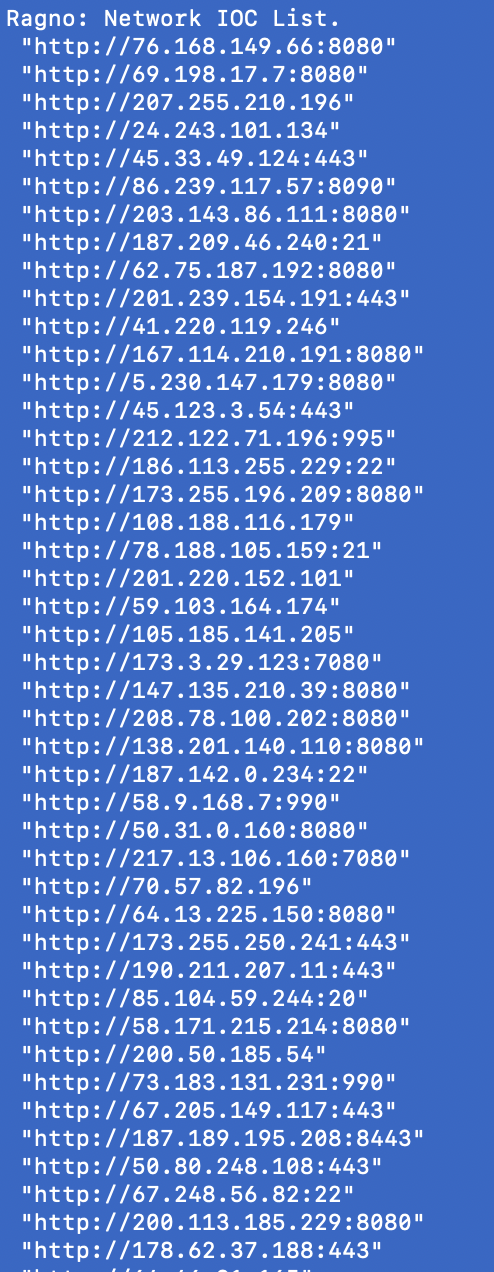 Ragno: Network IOC List.
"http://76.168.149.66:8080"
"http://69.198.17.7:8080"
"http://207.255.210.196"
"http://24.243.101.134"
"http://45.33.49.124:443"
"http://86.239.117.57:8090"
"http://203.143.86.111:8080"
"http://187.209.46.240:21"
"http://62.75.187.192:8080"
"http://201.239.154.191:443"
"http://41.220.119.246"
"http://167.114.210.191:8080"
"http://5.230.147.179:8080"
"http://45.123.3.54:443"
"http://212.122.71.196:995"
"http://186.113.255.229:22"
"http://173.255.196.209:8080"
"http://108.188.116.179"
"http://78.188.105.159:21"
"http://201.220.152.101"
"http://59.103.164.174"
"http://105.185.141.205"
"http://173.3.29.123:7080"
"http://147.135.210.39:8080"
"http://208.78.100.202:8080"
"http://138.201.140.110:8080"
"http://187.142.0.234:22"
"http://58.9.168.7:990"
"http://50.31.0.160:8080"
"http://217.13.106.160:7080"
"http://70.57.82.196"
"http://64.13.225.150:8080"
"http://173.255.250.241:443"
"http://190.211.207.11:443"
"http://85.104.59.244:20"
"http://58.171.215.214:8080"
"http://200.50.185.54"
"http://73.183.131.231:990"
"http://67.205.149.117:443"
"http://187.189.195.208:8443"
"http://50.80.248.108:443"
"http://67.248.56.82:22"
"http://200.113.185.229:8080"
"http://178.62.37.188:443"